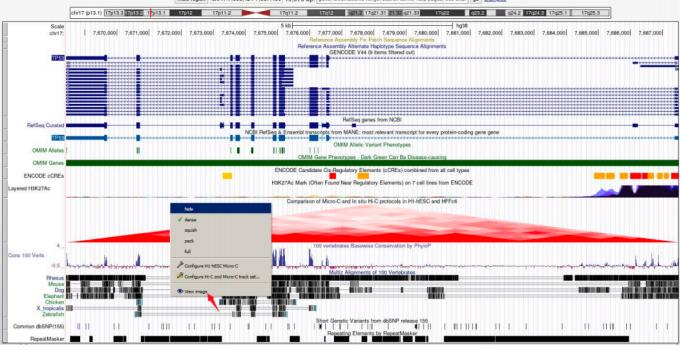 chr17 (p13.1) 17p13.3 17p13.2 17p13.1 17p12 17p11.2 17q11.2 17q12 q21.2 17q21.31 q22 q24.2 17q24.3 17q25.1 17q25.3
Scale 5 kb hg38
chr17: 7,670,000 7,671,000 7,672,000 7,673,000 7,674,000 7,675,000 7,676,000 7,677,000 7,678,000 7,679,000 7,680,000 7,681,000 7,682,000 7,683,000 7,684,000 7,685,000 7,686,000 7,687,000
Reference Assembly Fix Patch Sequence Alignments
Reference Assembly Alternate Haplotype Sequence Alignments
GENCODE V44 (9 items filtered out)
TP53
RefSeq genes from NCBI
RefSeq Curated
NCBI RefSeq & Ensembl transcripts from MANE: most relevant transcript for every protein-coding gene
TP53
OMIM Allelic Variant Phenotypes
OMIM Alleles
OMIM Gene Phenotypes - Dark Green Can Be Disease-causing
OMIM Genes
ENCODE Candidate Cis-Regulatory Elements (cCREs) combined from all cell types
ENCODE cCREs
H3K27Ac Mark (Often Found Near Regulatory Elements) on 7 cell lines from ENCODE
Layered H3K27Ac
Comparison of Micro-C and In situ Hi-C protocols in H1-hESC and HFFc6
hide
dense
squish
pack
full
Configure H1-hESC Micro-C
Configure Hi-C and Micro-C track set...
View image
100 vertebrates Basewise Conservation by PhyloP
Cons 100 Verts
Multiz Alignments of 100 Vertebrates
Rhesus
Mouse
Dog
Elephant
Chicken
X_tropicalis
Zebrafish
Short Genetic Variants from dbSNP release 155
Common dbSNP(155)
Repeating Elements by RepeatMasker
RepeatMasker